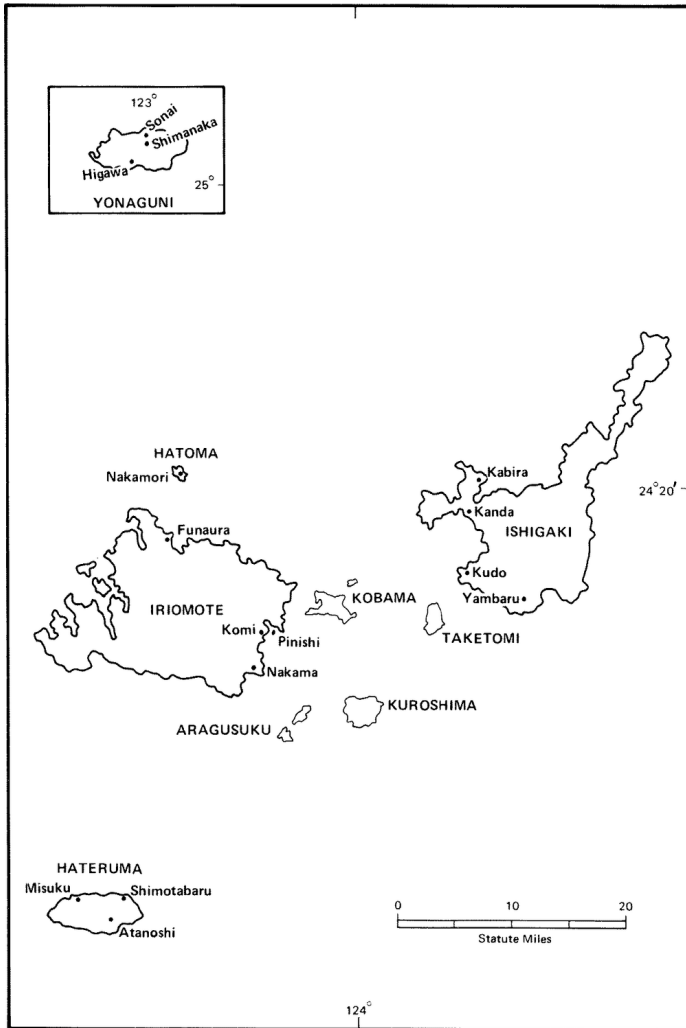 123°
Sonai
Shimanaka
Higawa
25°
YONAGUNI
HATOMA
Nakamori
Kabira
24°20'
Funaura
Kanda
ISHIGAKI
Kudo
KOBAMA
Yambaru
IRIOMOTE
Komi
Pinishi
TAKETOMI
Nakama
KUROSHIMA
ARAGUSUKU
HATERUMA
Misuku
Shimotabaru
Atanoshi
0 10 20
Statute Miles
124°